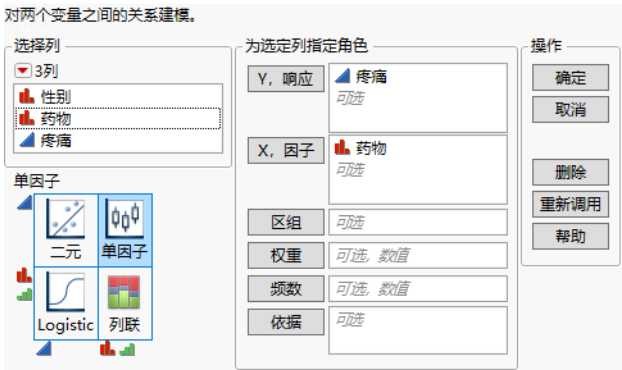 对两个变量之间的关系建模。
选择列
3列
性别
药物
疼痛
单因子
二元
单因子
Logistic
列联
为选定列指定角色
Y，响应
疼痛
可选
X，因子
药物
可选
区组
可选
权重
可选，数值
频数
可选，数值
依据
可选
操作
确定
取消
删除
重新调用
帮助